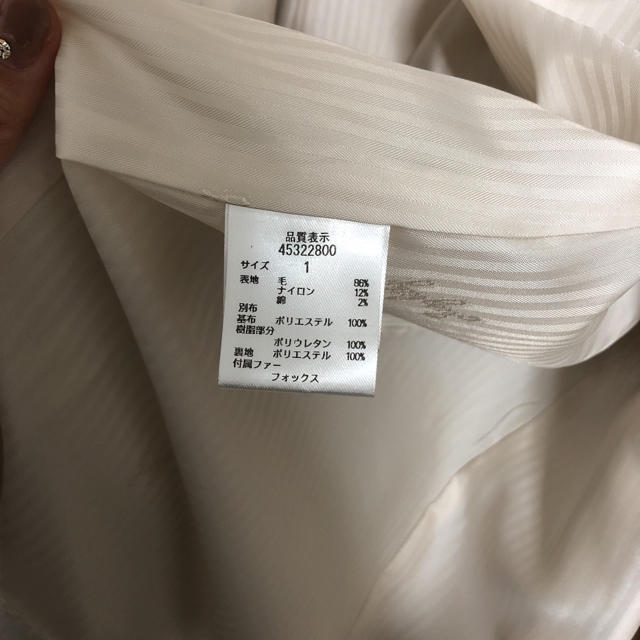 品質表示
45322800
サイズ 1
表地 毛 86%
ナイロン 12%
綿 2%
別布
基布 ポリエステル 100%
樹脂部分
ポリウレタン 100%
裏地 ポリエステル 100%
付属ファー
フォックス